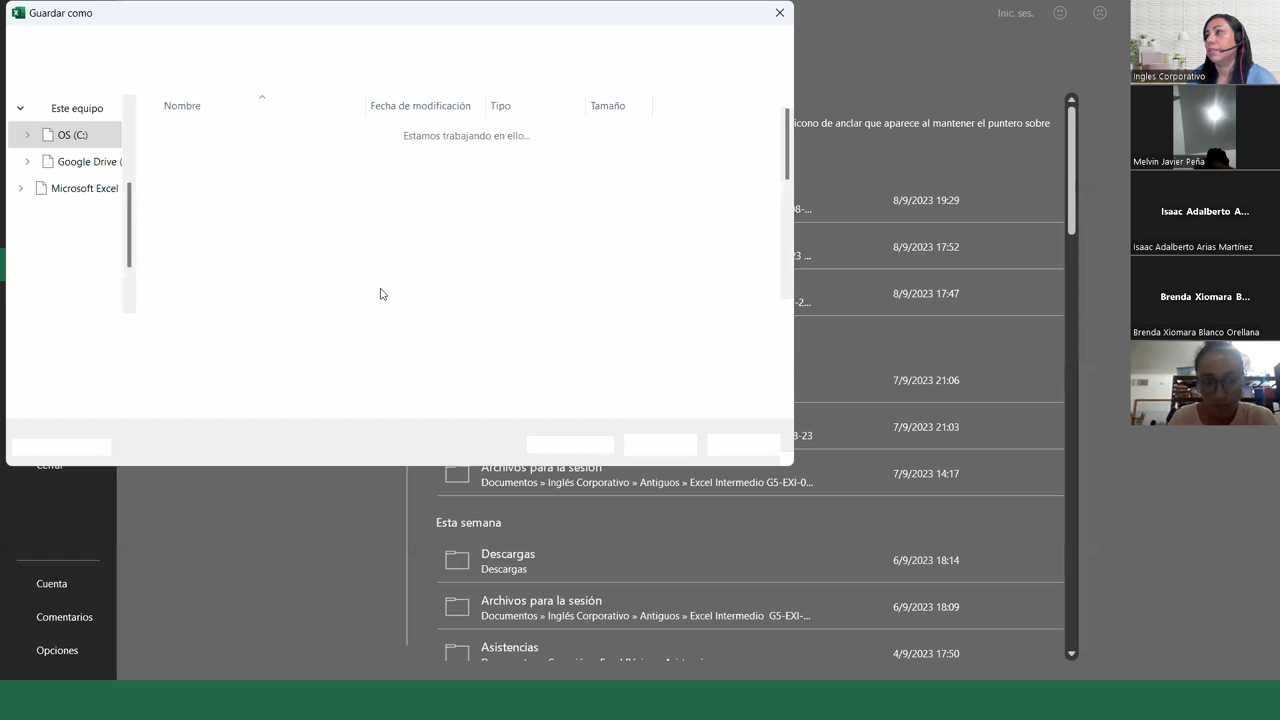 Guardar como
Este equipo
OS (C:)
Google Drive (
Microsoft Excel
Nombre
Fecha de modificación
Tipo
Tamaño
Estamos trabajando en ello...
Inic. ses.
icono de anclar que aparece al mantener el puntero sobre
8/9/2023 19:29
8/9/2023 17:52
8/9/2023 17:47
7/9/2023 21:06
7/9/2023 21:03
Archivos para la sesión
Documentos » Inglés Corporativo » Antiguos » Excel Intermedio G5-EXI-0...
7/9/2023 14:17
Esta semana
Descargas
Descargas
6/9/2023 18:14
Archivos para la sesión
Documentos » Inglés Corporativo » Antiguos » Excel Intermedio G5-EXI-...
6/9/2023 18:09
Asistencias
4/9/2023 17:50
Cerrar
Cuenta
Comentarios
Opciones
Ingles Corporativo
Melvin Javier Peña
Isaac Adalberto A...
Isaac Adalberto Arias Martínez
Brenda Xiomara B...
Brenda Xiomara Blanco Orellana